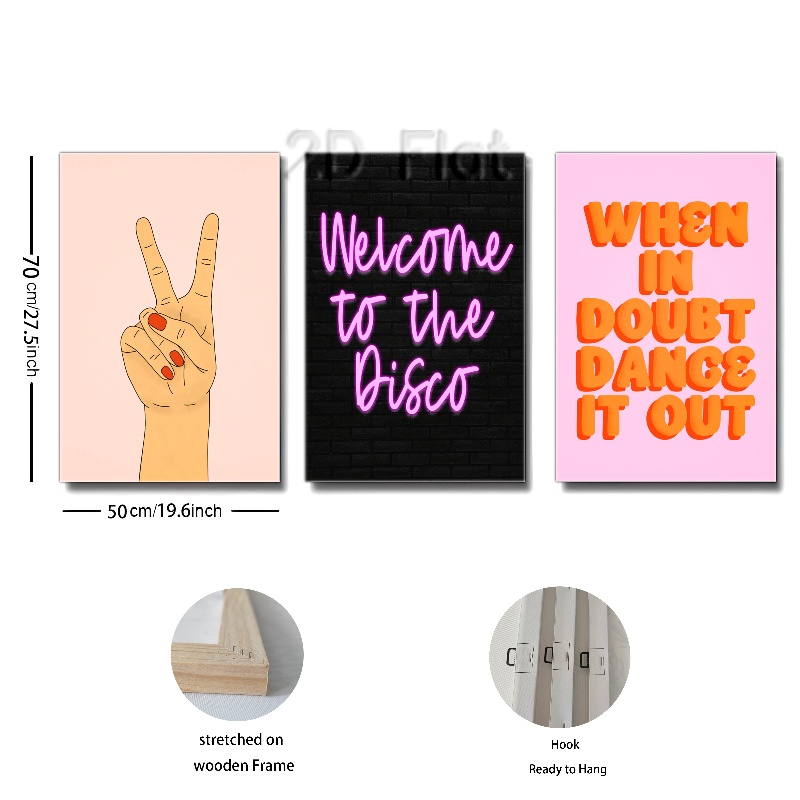 2D Flat
Welcome
to the
Disco
WHEN
IN
DOUBT
DANCE
IT OUT
70 cm/27.5inch
50 cm/19.6inch
stretched on
wooden Frame
Hook
Ready to Hang